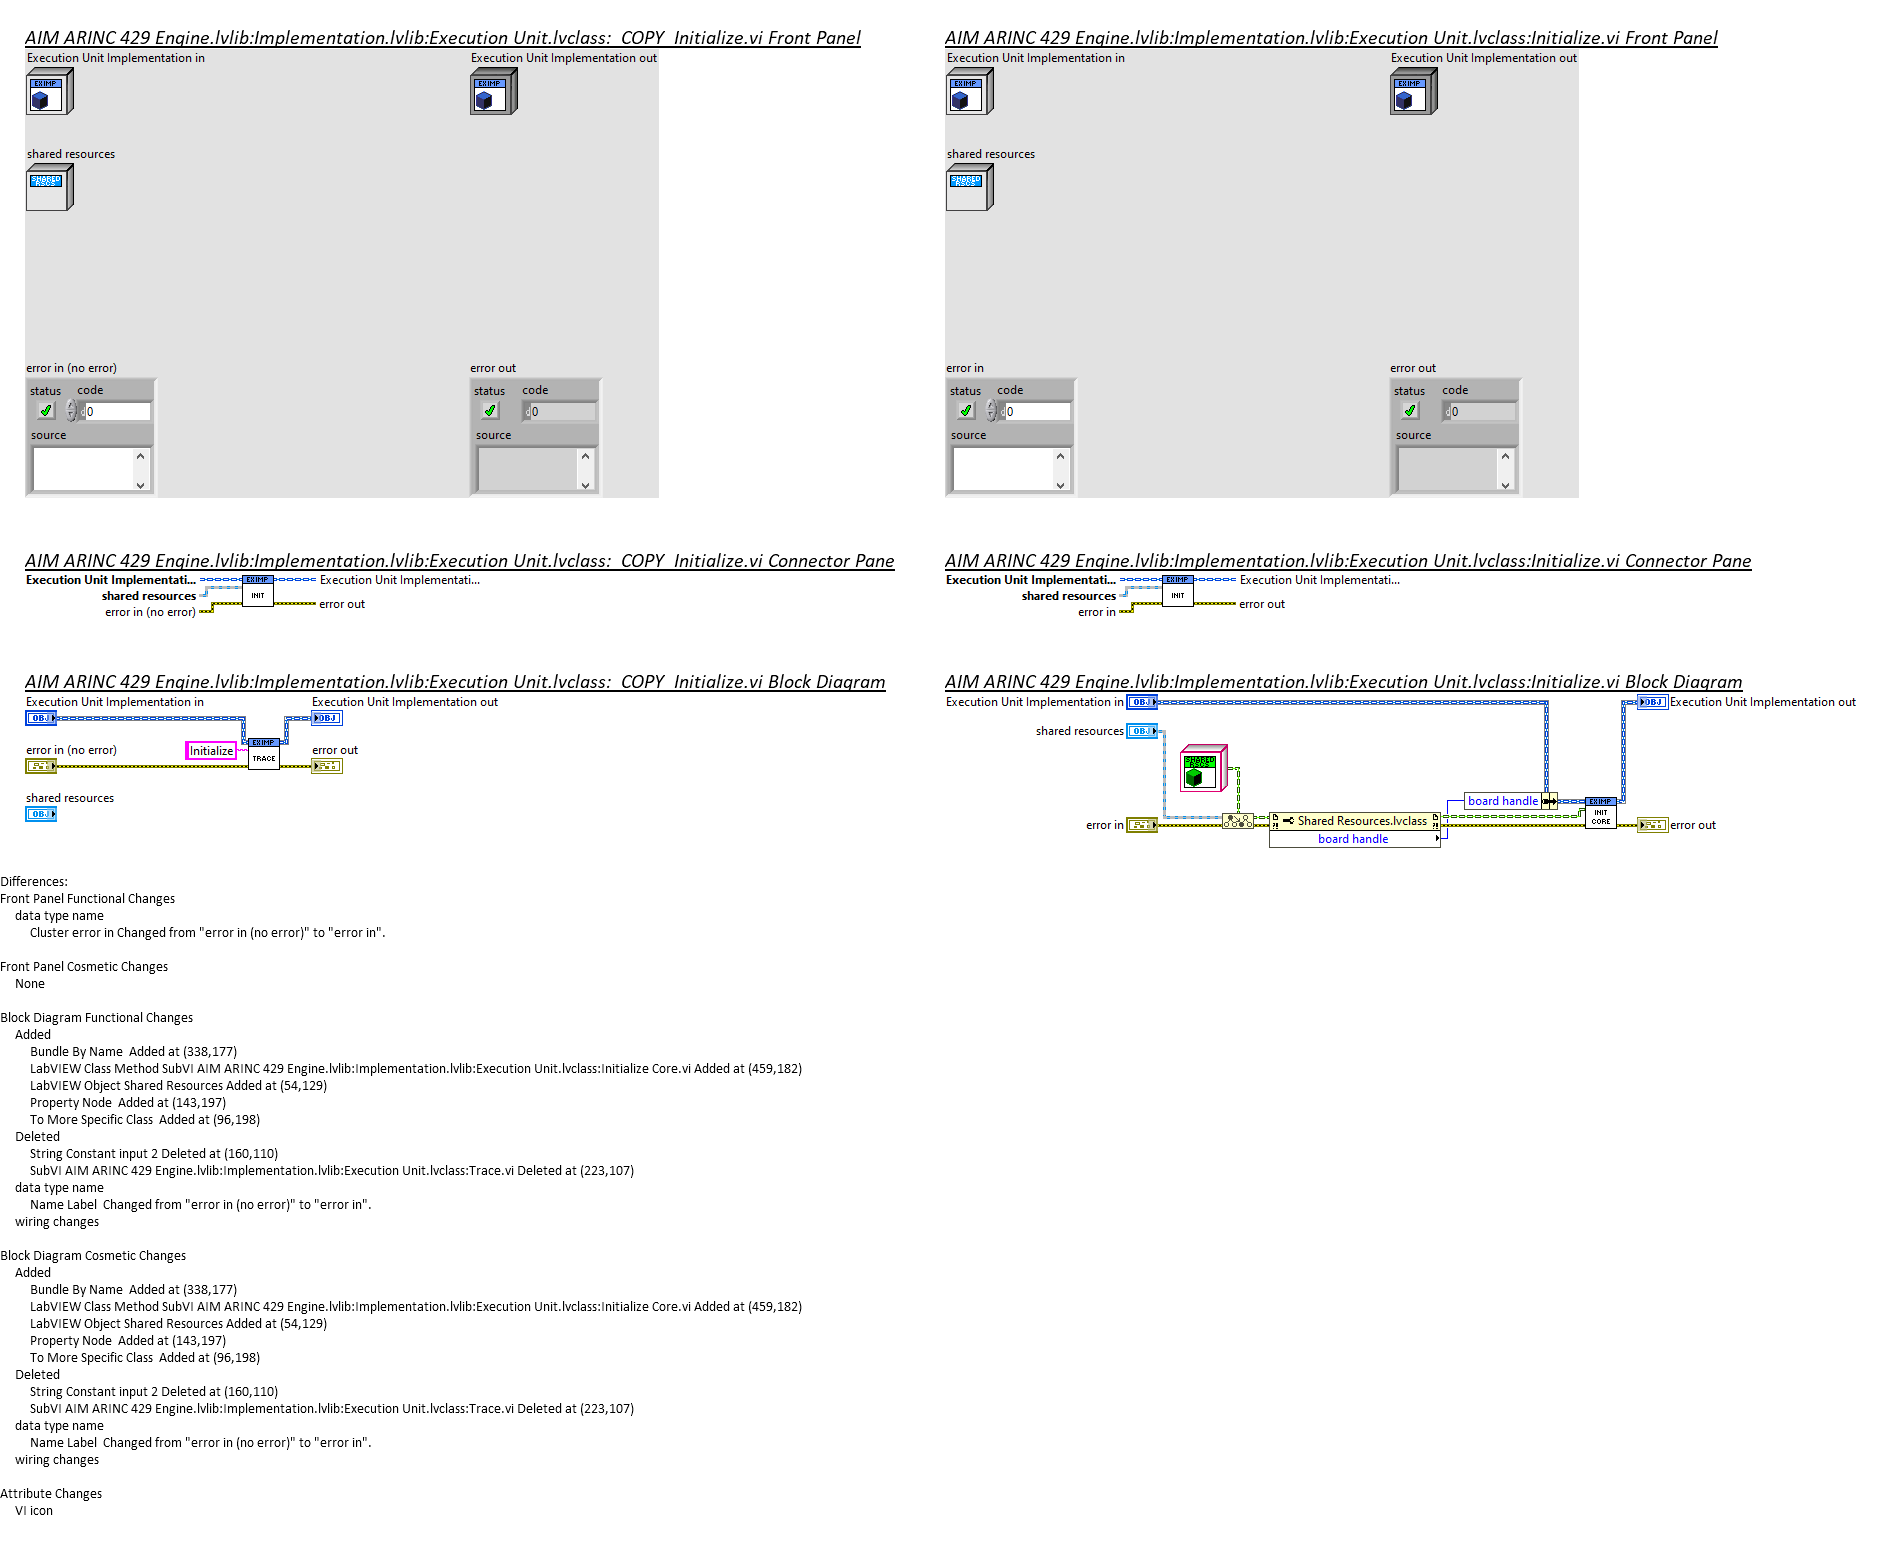 AIM ARINC 429 Engine.lvlib:Implementation.lvlib:Execution Unit.lvclass:_COPY_Initialize.vi Front Panel
Execution Unit Implementation in
Execution Unit Implementation out
EXIMP
EXIMP
shared resources
SHARED
RSCS
error in (no error)
error out
status code
0
source
status code
0
source
AIM ARINC 429 Engine.lvlib:Implementation.lvlib:Execution Unit.lvclass:Initialize.vi Front Panel
Execution Unit Implementation in
Execution Unit Implementation out
EXIMP
EXIMP
shared resources
SHARED
RSCS
error in
error out
status code
0
source
status code
0
source
AIM ARINC 429 Engine.lvlib:Implementation.lvlib:Execution Unit.lvclass:_COPY_Initialize.vi Connector Pane
Execution Unit Implementati...
EXIMP
Execution Unit Implementati...
shared resources
INIT
error in (no error)
error out
AIM ARINC 429 Engine.lvlib:Implementation.lvlib:Execution Unit.lvclass:Initialize.vi Connector Pane
Execution Unit Implementati...
EXIMP
Execution Unit Implementati...
shared resources
INIT
error in
error out
AIM ARINC 429 Engine.lvlib:Implementation.lvlib:Execution Unit.lvclass:_COPY_Initialize.vi Block Diagram
Execution Unit Implementation in
Execution Unit Implementation out
OBJ
OBJ
error in (no error)
Initialize
EXIMP
TRACE
error out
shared resources
OBJ
AIM ARINC 429 Engine.lvlib:Implementation.lvlib:Execution Unit.lvclass:Initialize.vi Block Diagram
Execution Unit Implementation in
OBJ
OBJ
Execution Unit Implementation out
shared resources
OBJ
SHARED
RSCS
board handle
EXIMP
INIT
CORE
error in
Shared Resources.lvclass
board handle
error out
Differences:
Front Panel Functional Changes
data type name
Cluster error in Changed from "error in (no error)" to "error in".
Front Panel Cosmetic Changes
None
Block Diagram Functional Changes
Added
Bundle By Name  Added at (338,177)
LabVIEW Class Method SubVI AIM ARINC 429 Engine.lvlib:Implementation.lvlib:Execution Unit.lvclass:Initialize Core.vi Added at (459,182)
LabVIEW Object Shared Resources Added at (54,129)
Property Node  Added at (143,197)
To More Specific Class  Added at (96,198)
Deleted
String Constant input 2 Deleted at (160,110)
SubVI AIM ARINC 429 Engine.lvlib:Implementation.lvlib:Execution Unit.lvclass:Trace.vi Deleted at (223,107)
data type name
Name Label  Changed from "error in (no error)" to "error in".
wiring changes
Block Diagram Cosmetic Changes
Added
Bundle By Name  Added at (338,177)
LabVIEW Class Method SubVI AIM ARINC 429 Engine.lvlib:Implementation.lvlib:Execution Unit.lvclass:Initialize Core.vi Added at (459,182)
LabVIEW Object Shared Resources Added at (54,129)
Property Node  Added at (143,197)
To More Specific Class  Added at (96,198)
Deleted
String Constant input 2 Deleted at (160,110)
SubVI AIM ARINC 429 Engine.lvlib:Implementation.lvlib:Execution Unit.lvclass:Trace.vi Deleted at (223,107)
data type name
Name Label  Changed from "error in (no error)" to "error in".
wiring changes
Attribute Changes
VI icon